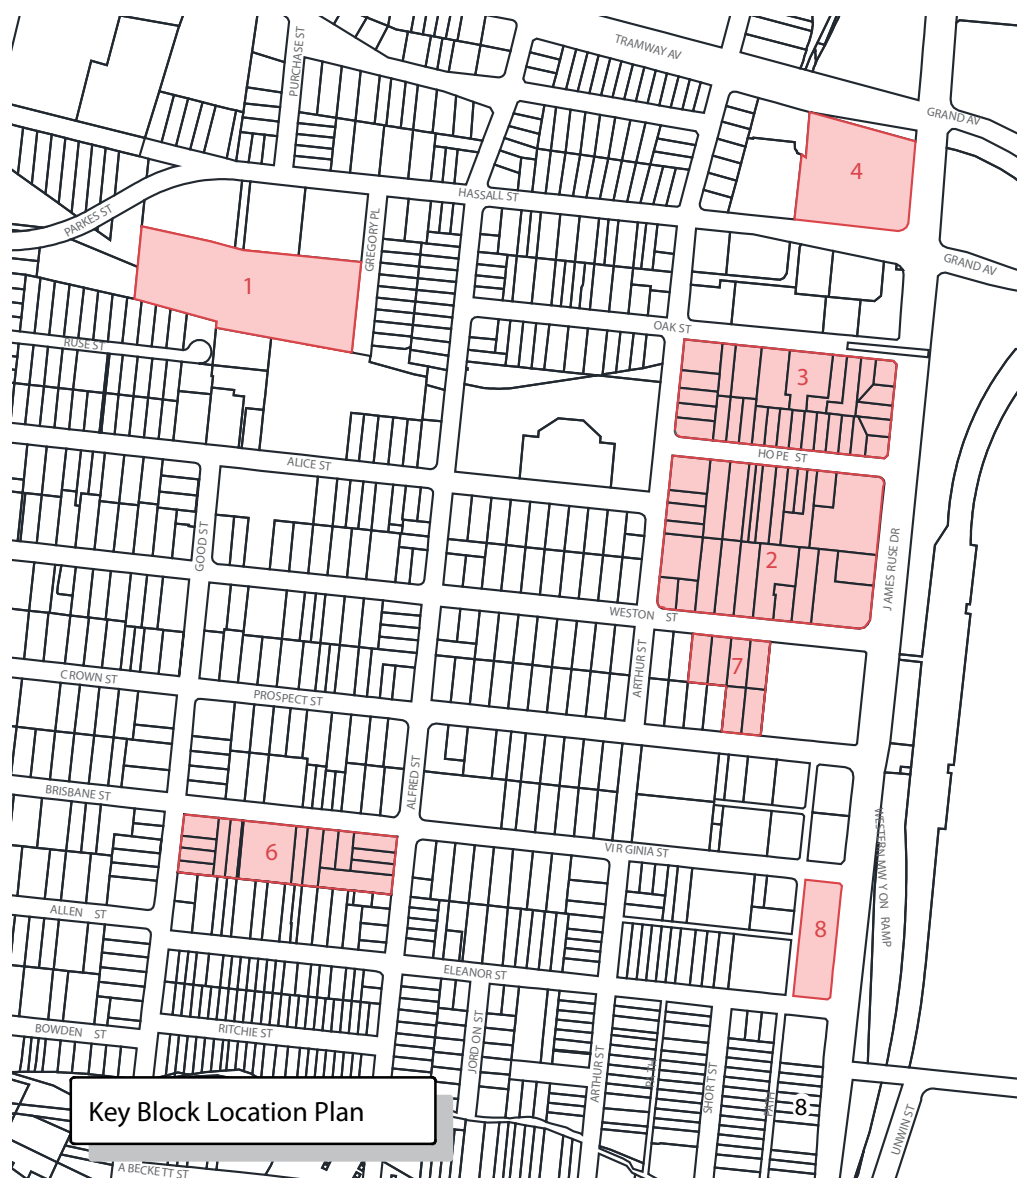 TRAMWAY AV
PURCHASE ST
GRAND AV
4
HASSALL ST
PARKES ST
GREGORY PL
GRAND AV
1
OAK ST
RUSE ST
3
HOPE ST
ALICE ST
GOOD ST
JAMES RUSE DR
2
WESTON ST
ARTHUR ST
7
CROWN ST
PROSPECT ST
ALFRED ST
BRISBANE ST
WESTERN MW Y ON RAMP
6
VIRGINIA ST
ALLEN ST
8
ELEANOR ST
BOWDEN ST
RITCHIE ST
JORDON ST
ARTHUR ST
SHORT ST
PATH
8
UNWIN ST
Key Block Location Plan
A BECKETT ST